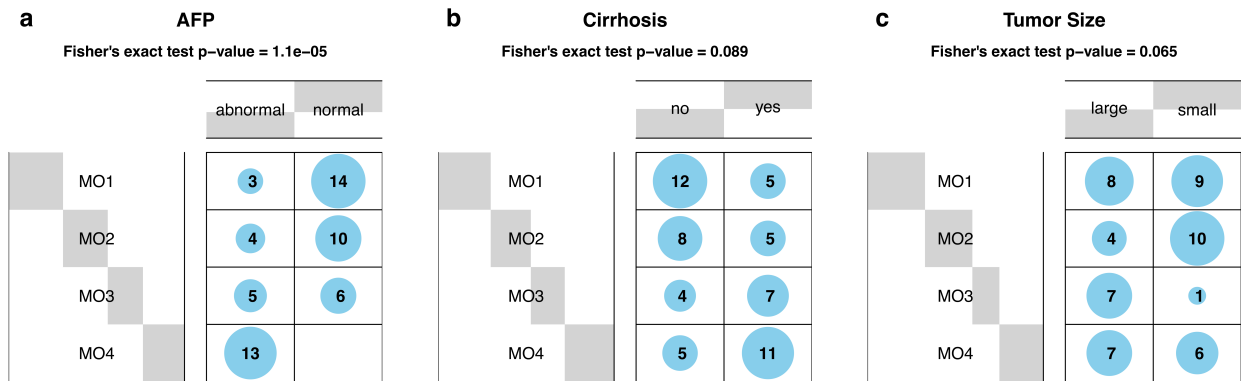 a AFP
Fisher's exact test p−value = 1.1e−05
abnormal normal
MO1 3 14
MO2 4 10
MO3 5 6
MO4 13
b Cirrhosis
Fisher's exact test p−value = 0.089
no yes
MO1 12 5
MO2 8 5
MO3 4 7
MO4 5 11
c Tumor Size
Fisher's exact test p−value = 0.065
large small
MO1 8 9
MO2 4 10
MO3 7 1
MO4 7 6